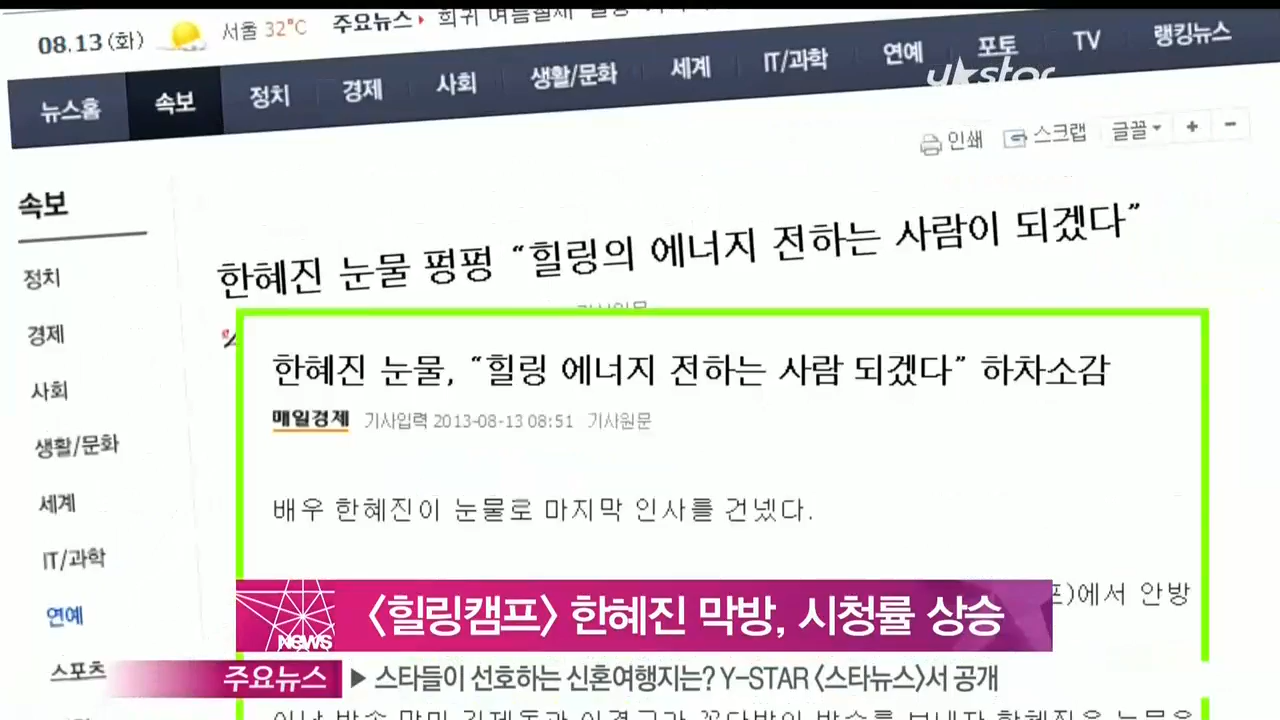 08.13 (화) 서울 32°C 주요뉴스
뉴스홈 속보 정치 경제 사회 생활/문화 세계 IT/과학 연예 포토 TV 랭킹뉴스
y star
인쇄 스크랩 글꼴 + -
속보
정치
경제
사회
생활/문화
세계
IT/과학
연예
스포츠
한혜진 눈물 펑펑 “힐링의 에너지 전하는 사람이 되겠다”
기사원문
한혜진 눈물, “힐링 에너지 전하는 사람 되겠다” 하차소감
매일경제 기사입력 2013-08-13 08:51 기사원문
배우 한혜진이 눈물로 마지막 인사를 건넸다.
프)에서 안방
NEWS
<힐링캠프> 한혜진 막방, 시청률 상승
주요뉴스 ▶ 스타들이 선호하는 신혼여행지는? Y-STAR <스타뉴스>서 공개